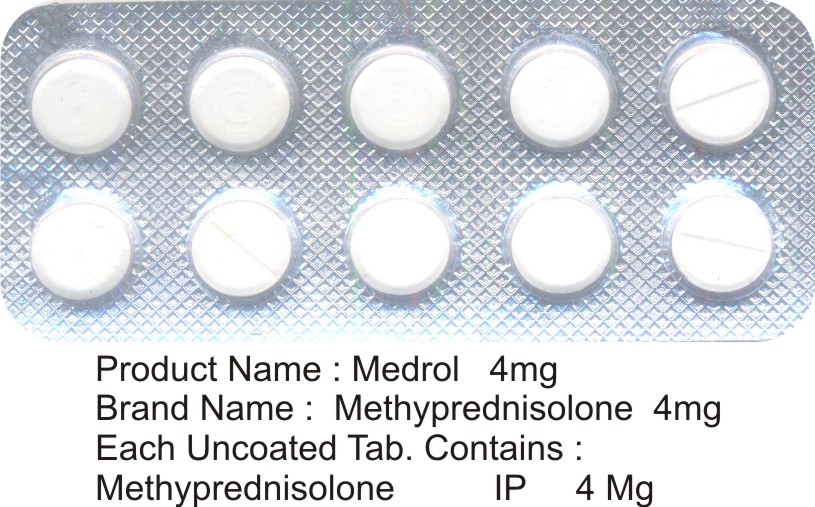 Product Name : Medrol 4mg
Brand Name : Methyprednisolone 4mg
Each Uncoated Tab. Contains :
Methyprednisolone IP 4 Mg